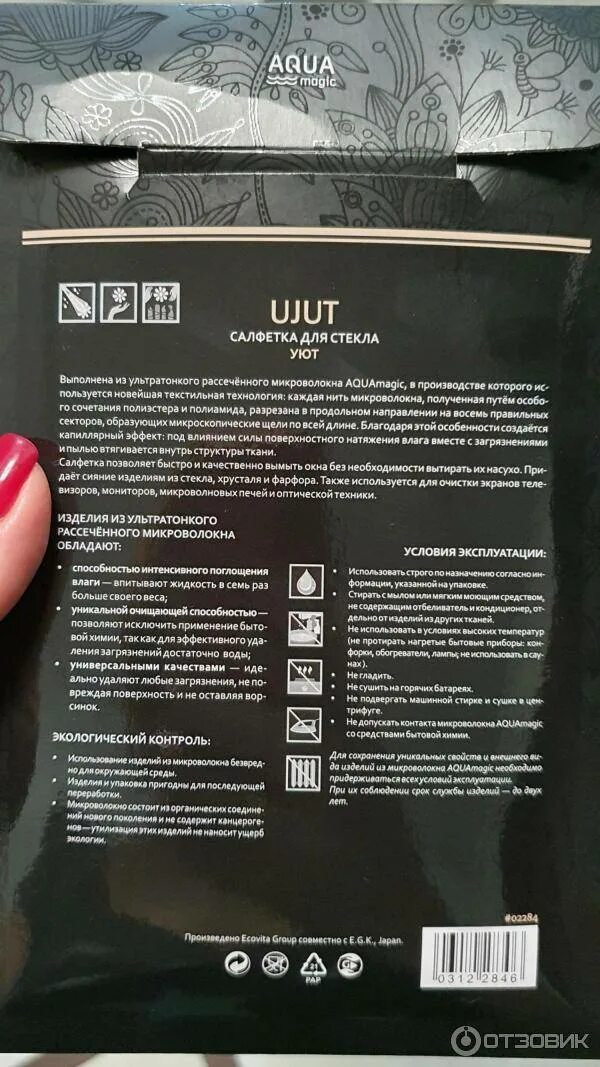 AQUA
magic
UJUT
САЛФЕТКА ДЛЯ СТЕКЛА
УЮТ
Выполнена из ультратонкого рассечённого микроволокна AQUAmagic, в производстве которого ис-
пользуется новейшая текстильная технология: каждая нить микроволокна, полученная путём особо-
го сочетания полиэстера и полиамида, разрезана в продольном направлении на восемь правильных
секторов, образующих микроскопические щели по всей длине. Благодаря этой особенности создаётся
капиллярный эффект: под влиянием силы поверхностного натяжения влага вместе с загрязнениями
и пылью втягивается внутрь структуры ткани.
Салфетка позволяет быстро и качественно вымыть окна без необходимости вытирать их насухо. При-
даёт сияние изделиям из стекла, хрусталя и фарфора. Также используется для очистки экранов теле-
визоров, мониторов, микроволновых печей и оптической техники.
ИЗДЕЛИЯ ИЗ УЛЬТРАТОНКОГО
РАССЕЧЁННОГО МИКРОВОЛОКНА
ОБЛАДАЮТ:
• способностью интенсивного поглощения
влаги — впитывают жидкость в семь раз
больше своего веса;
• уникальной очищающей способностью —
позволяют исключить применение быто-
вой химии, так как для эффективного уда-
ления загрязнений достаточно воды;
• универсальными качествами — иде-
ально удаляют любые загрязнения, не по-
вреждая поверхность и не оставляя вор-
синок.
ЭКОЛОГИЧЕСКИЙ КОНТРОЛЬ:
• Использование изделий из микроволокна безвред-
но для окружающей среды.
• Изделия и упаковка пригодны для последующей
переработки.
• Микроволокно состоит из органических соедине-
ний нового поколения и не содержит канцероге-
нов — утилизация этих изделий не наносит ущерб
экологии.
УСЛОВИЯ ЭКСПЛУАТАЦИИ:
• Использовать строго по назначению согласно ин-
формации, указанной на упаковке.
• Стирать с мылом или мягким моющим средством,
не содержащим отбеливатель и кондиционер, от-
дельно от изделий из других тканей.
• Не использовать в условиях высоких температур
(не протирать нагретые бытовые приборы: кон-
форки, обогреватели, лампы; не использовать в сау-
нах).
• Не гладить.
• Не сушить на горячих батареях.
• Не подвергать машинной стирке и сушке в цен-
трифуге.
• Не допускать контакта микроволокна AQUAmagic
со средствами бытовой химии.
Для сохранения уникальных свойств и внешнего ви-
да изделий из микроволокна AQUAmagic необходимо
придерживаться всех условий эксплуатации.
При их соблюдении срок службы изделий — до двух
лет.
#02284
Произведено Ecovita Group совместно с E.G.K., Japan.
21
PAP
0312 2846
ОТЗОВИК